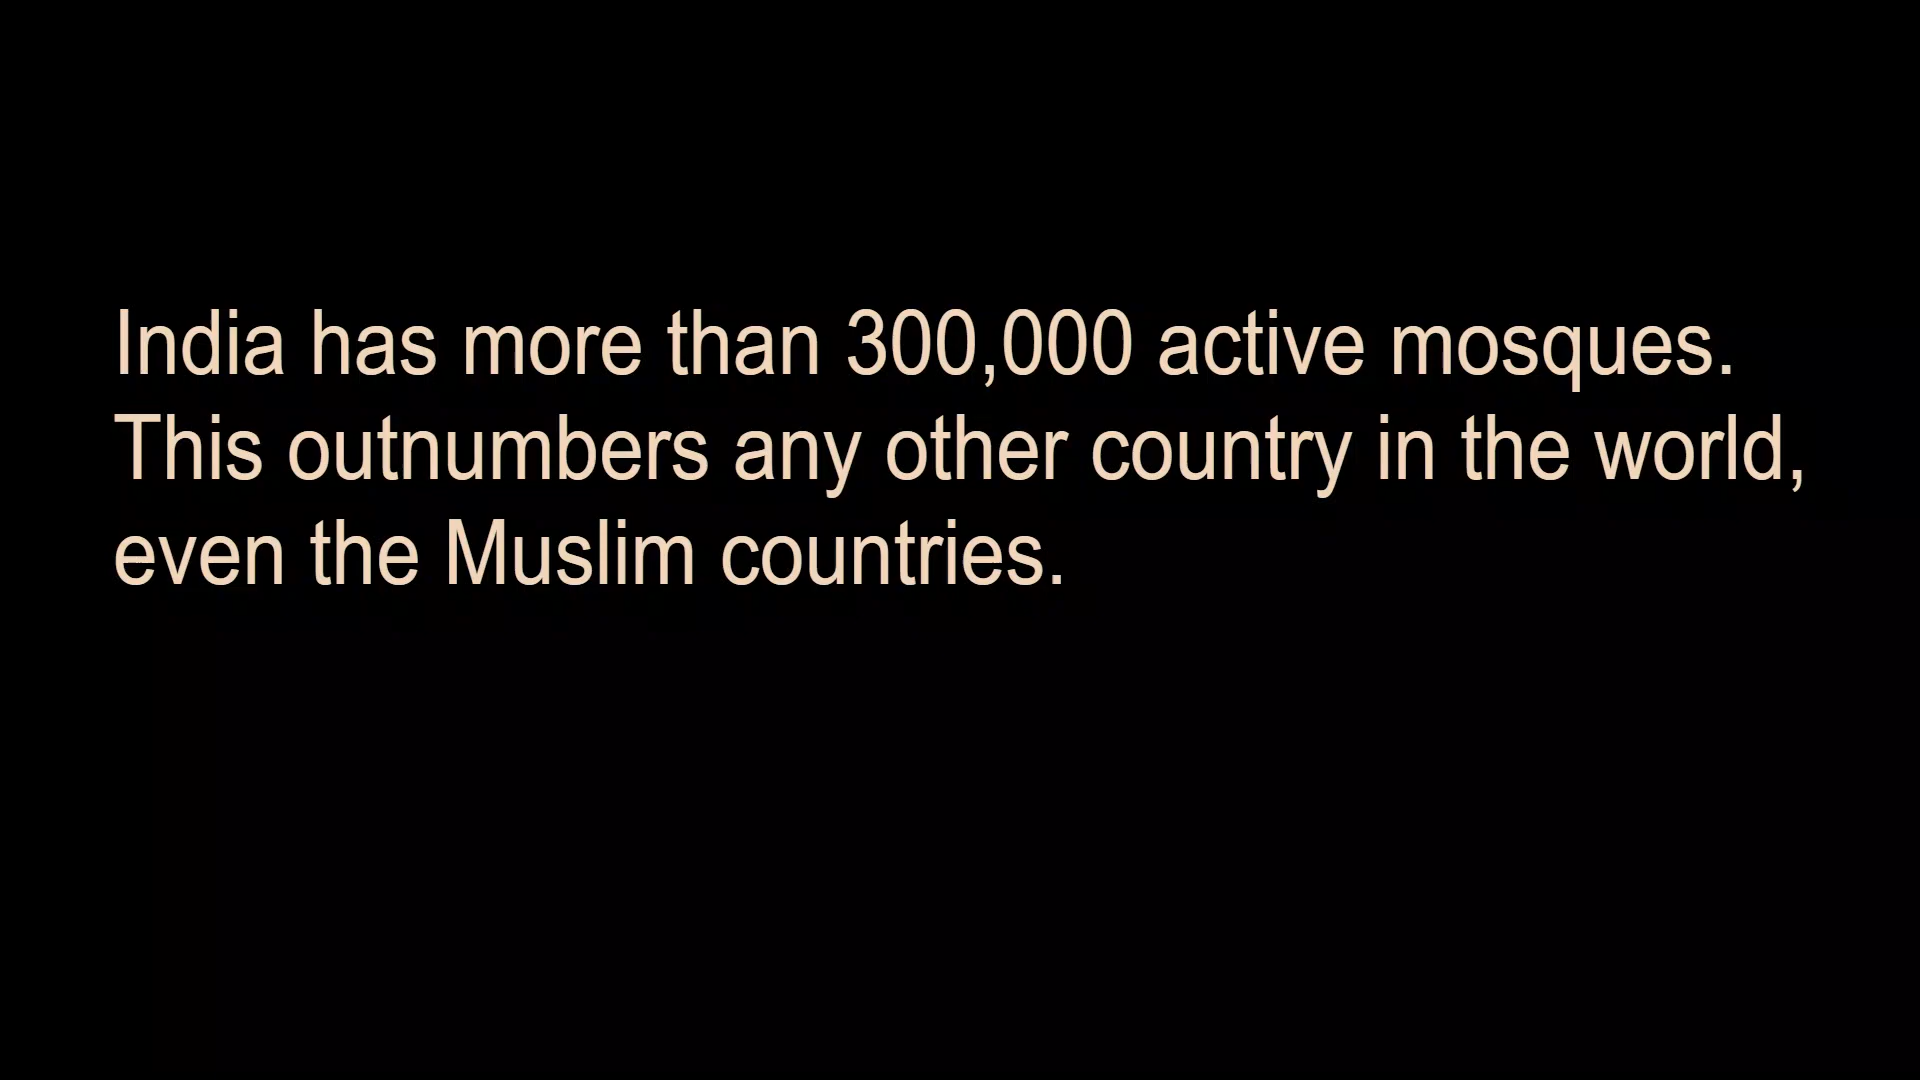 India has more than 300,000 active mosques.
This outnumbers any other country in the world,
even the Muslim countries.